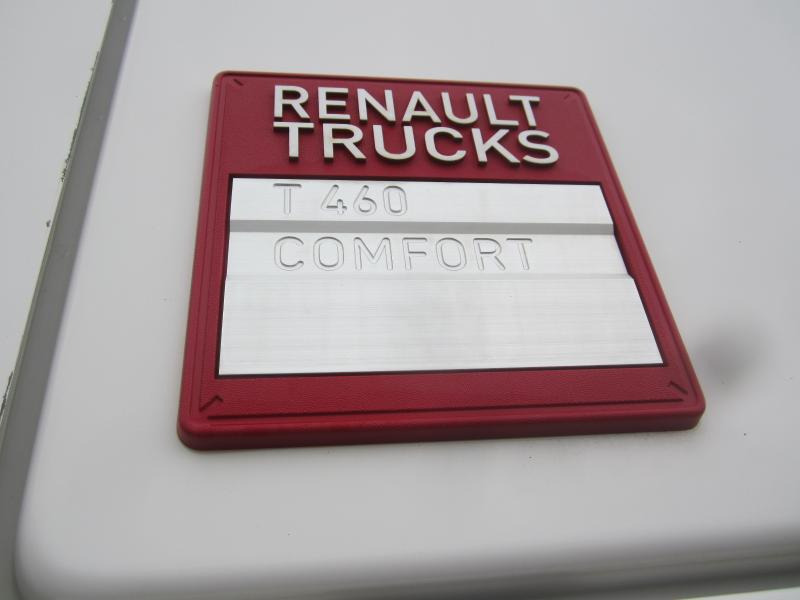 RENAULT
TRUCKS
T 460
COMFORT